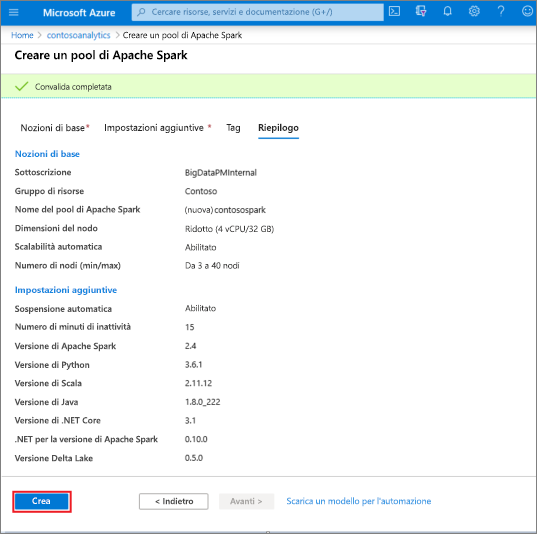 Microsoft Azure
Cercare risorse, servizi e documentazione (G+/)
Home > contosoanalytics > Creare un pool di Apache Spark
Creare un pool di Apache Spark
Convalida completata
Nozioni di base* Impostazioni aggiuntive * Tag Riepilogo
Nozioni di base
Sottoscrizione BigDataPMInternal
Gruppo di risorse Contoso
Nome del pool di Apache Spark (nuova)contosospark
Dimensioni del nodo Ridotto (4 vCPU/32 GB)
Scalabilità automatica Abilitato
Numero di nodi (min/max) Da 3 a 40 nodi
Impostazioni aggiuntive
Sospensione automatica Abilitato
Numero di minuti di inattività 15
Versione di Apache Spark 2.4
Versione di Python 3.6.1
Versione di Scala 2.11.12
Versione di Java 1.8.0_222
Versione di .NET Core 3.1
.NET per la versione di Apache Spark 0.10.0
Versione Delta Lake 0.5.0
Crea < Indietro Avanti > Scarica un modello per l'automazione